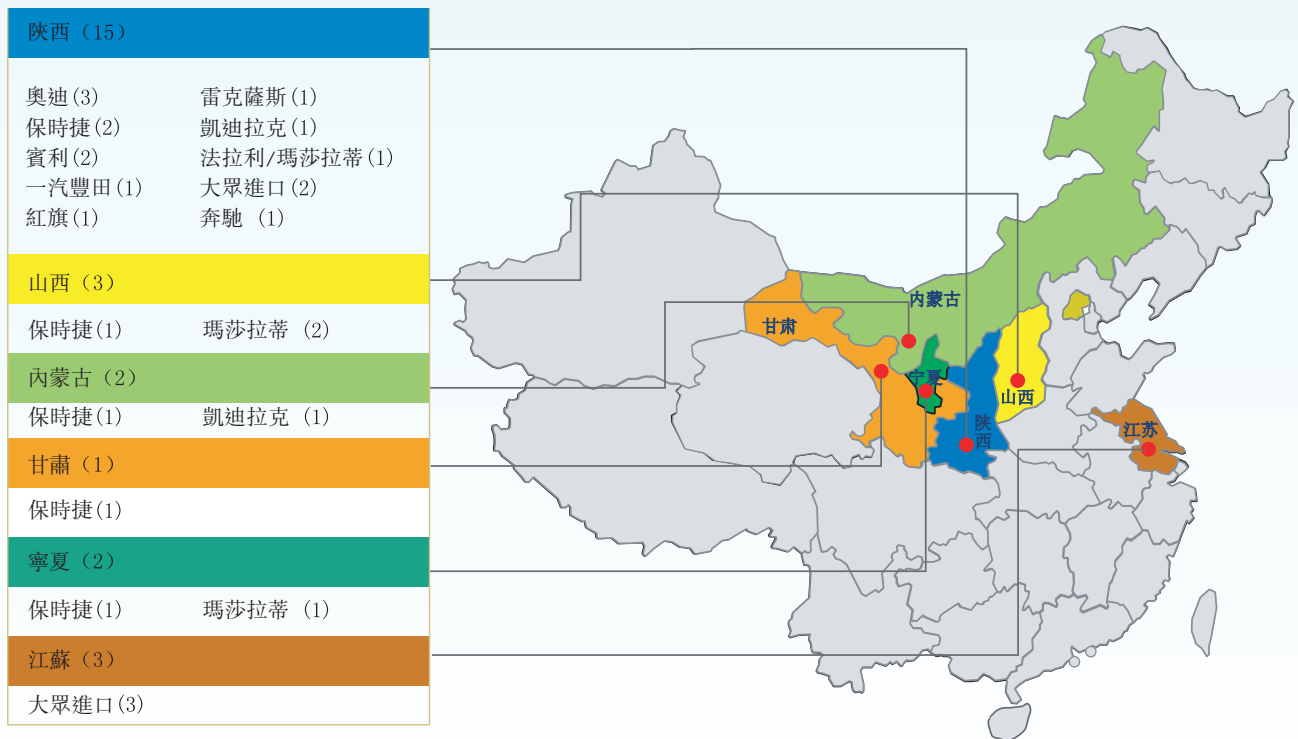 陝西（15）
奧迪(3) 雷克薩斯(1)
保時捷(2) 凱迪拉克(1)
賓利(2) 法拉利/瑪莎拉蒂(1)
一汽豐田(1) 大眾進口(2)
紅旗(1) 奔馳 (1)
山西（3）
保時捷(1) 瑪莎拉蒂 (2)
內蒙古（2）
保時捷(1) 凱迪拉克 (1)
甘肅（1）
保時捷(1)
寧夏（2）
保時捷(1) 瑪莎拉蒂 (1)
江蘇（3）
大眾進口(3)
内蒙古
甘肃
宁夏
山西
陕
西
江苏